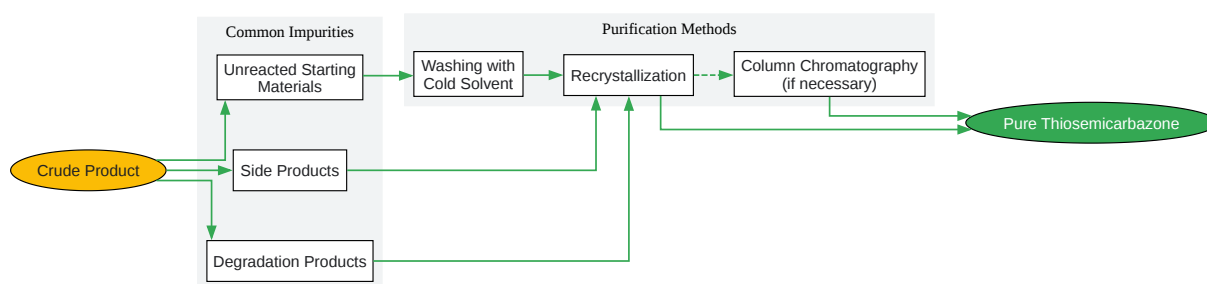 Common Impurities
Purification Methods
Unreacted Starting
Materials
Washing with
Cold Solvent
Recrystallization
Column Chromatography
(if necessary)
Pure Thiosemicarbazone
Crude Product
Side Products
Degradation Products